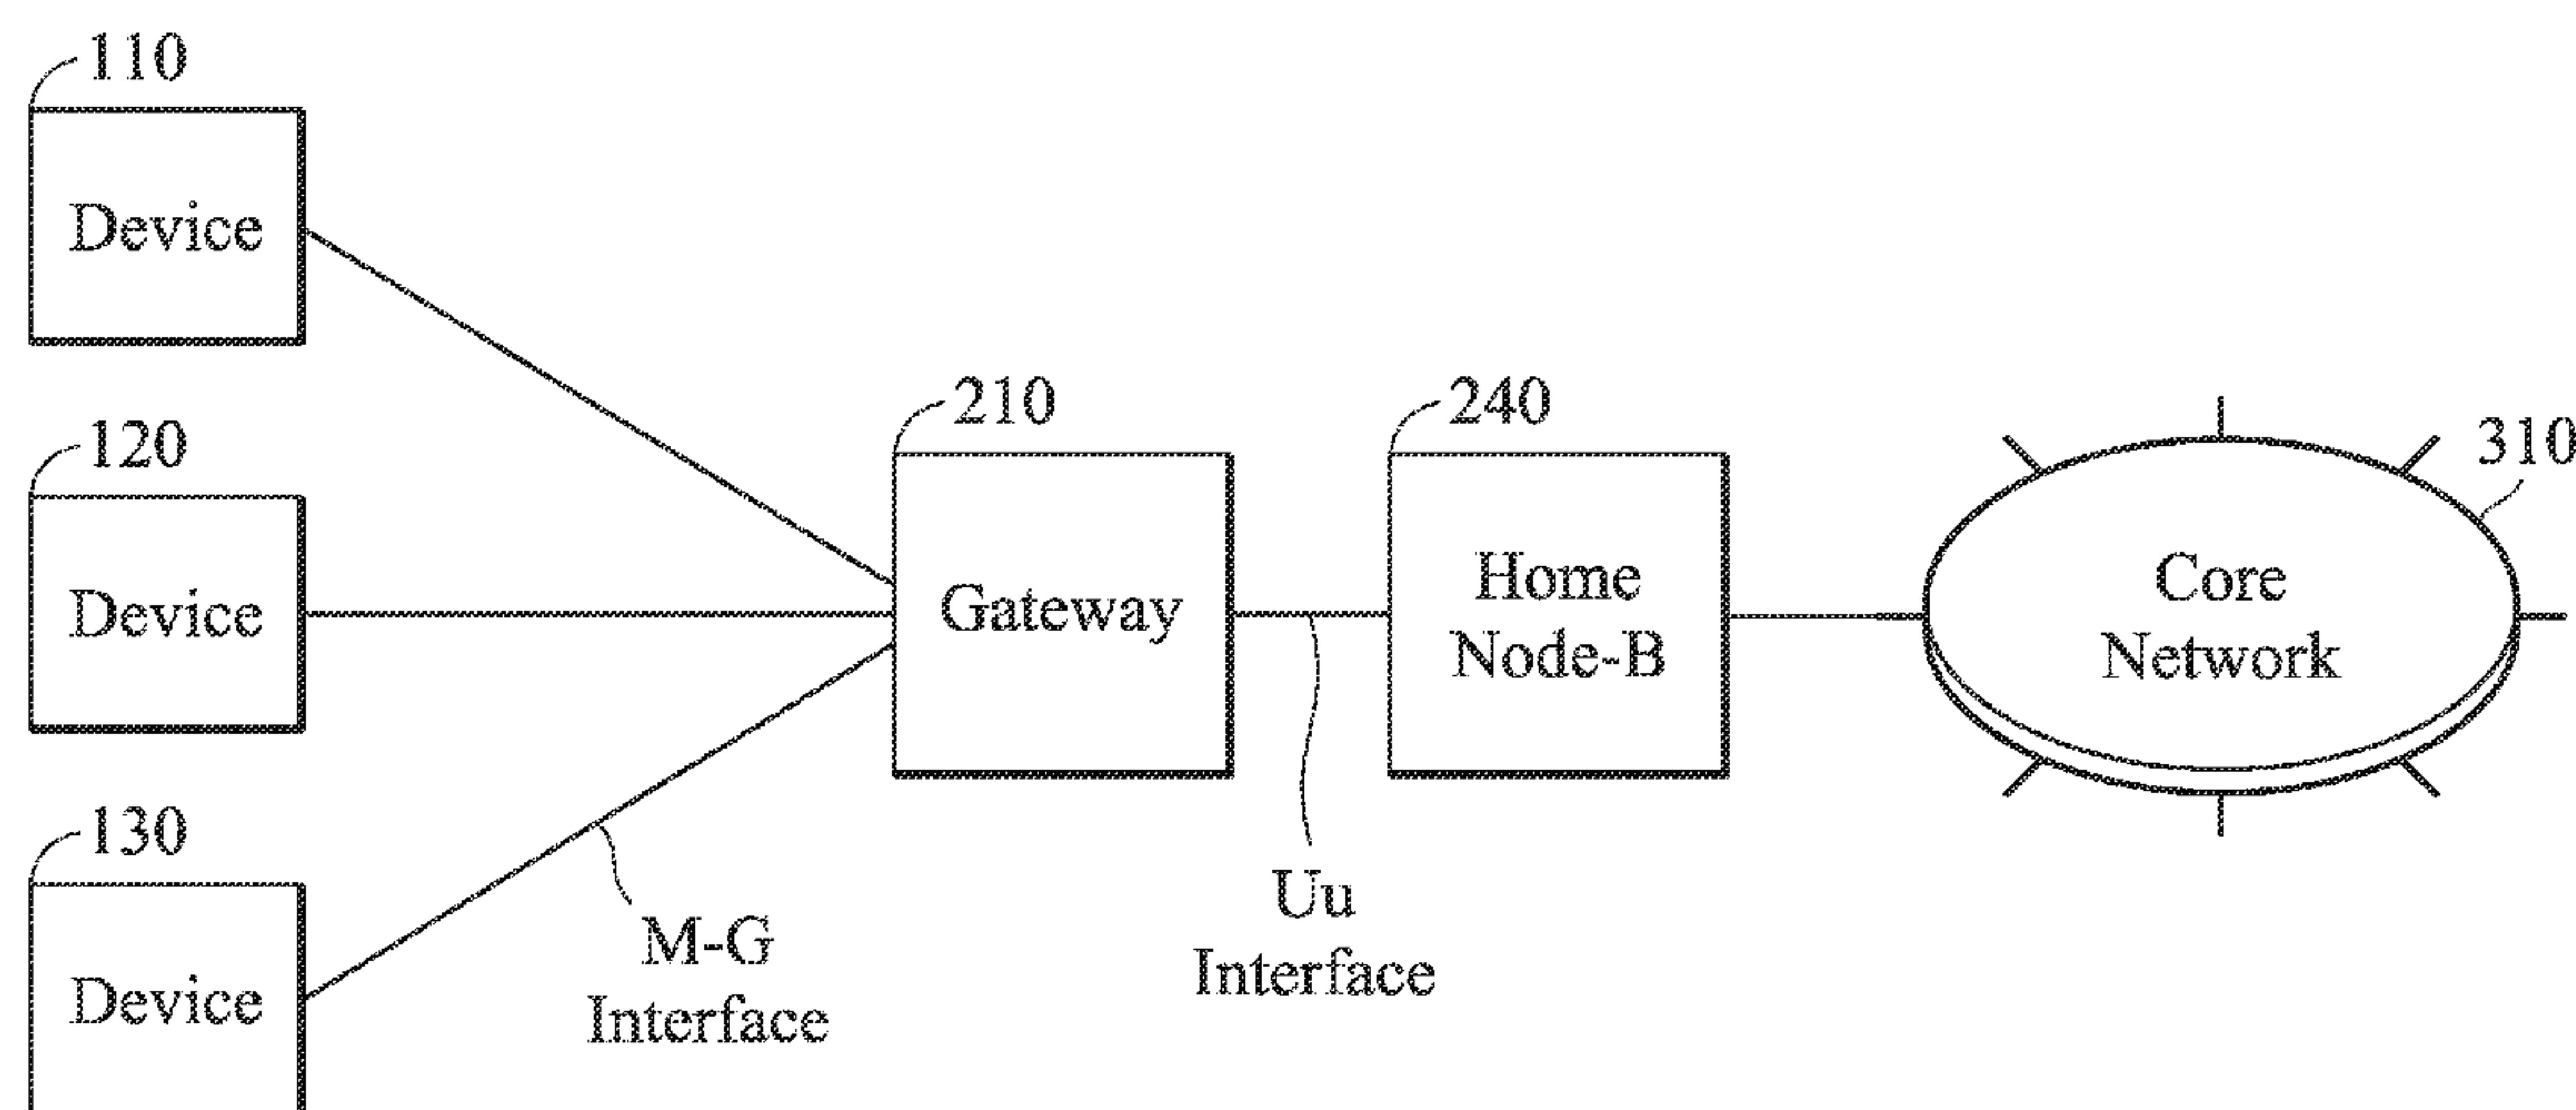 110
Device
120
Device
130
Device
M-G
Interface
210
Gateway
Uu
Interface
240
Home
Node-B
310
Core
Network